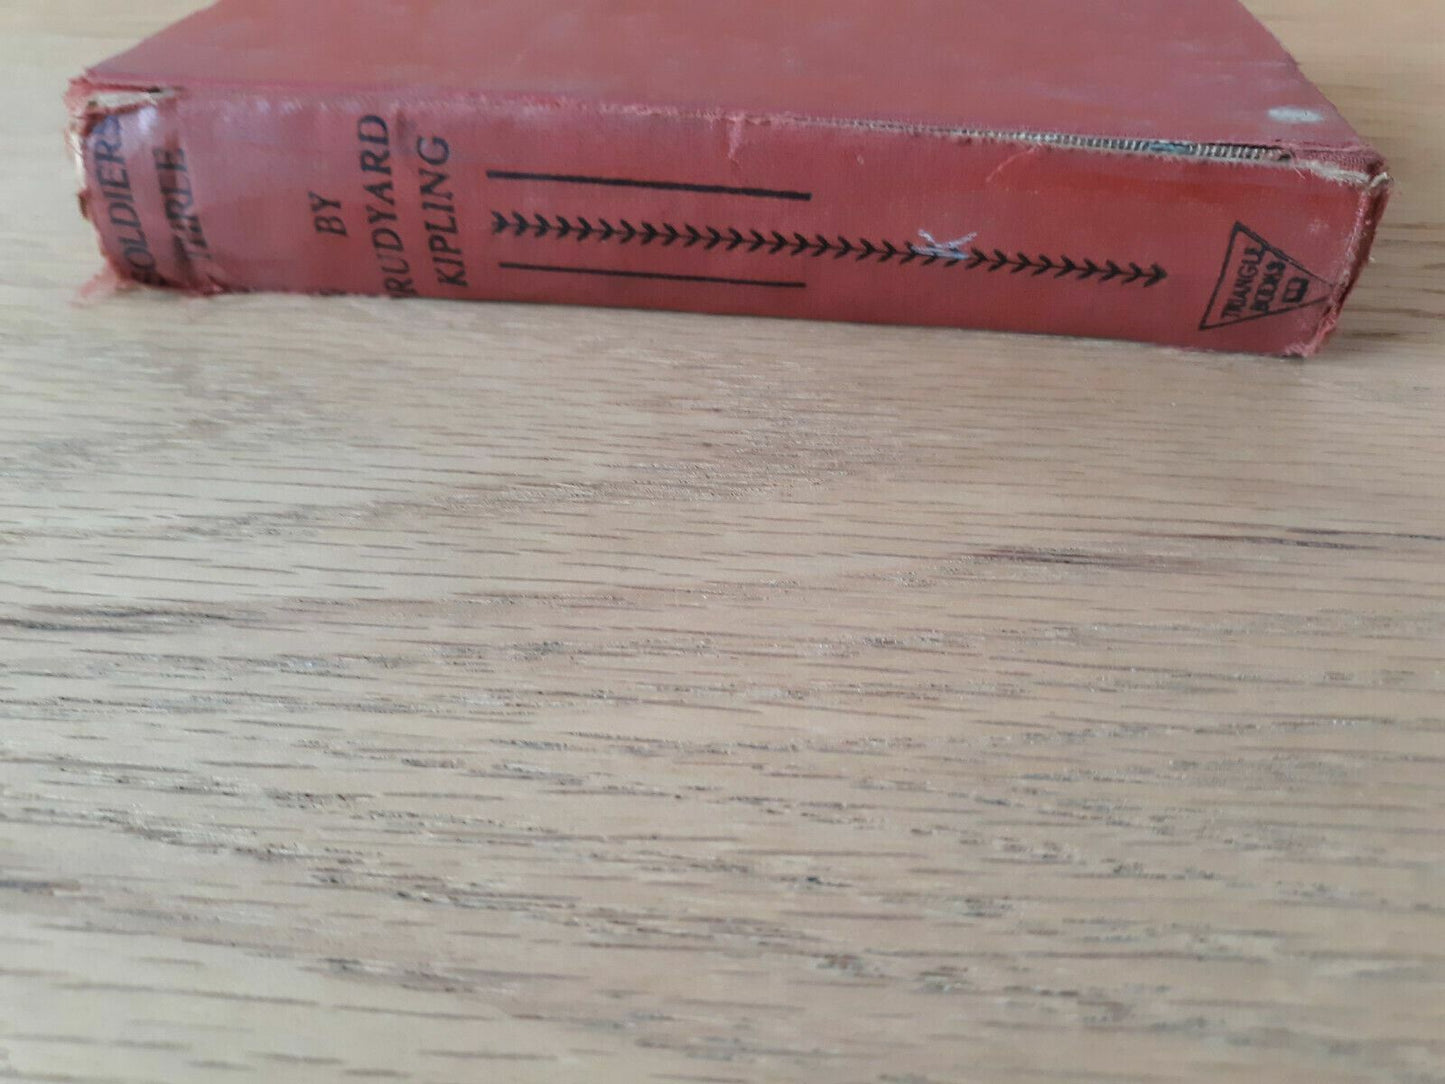 SOLDIERS
THREE
BY
RUDYARD
KIPLING
K
TRIANGLE
BOOKS